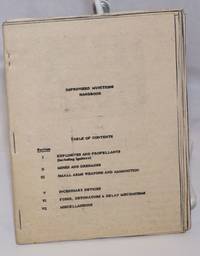 IMPROVISED MUNITIONS
HANDBOOK
TABLE OF CONTENTS
Section
I EXPLOSIVES AND PROPELLANTS
(Including Igniters)
II MINES AND GRENADES
III SMALL ARMS WEAPONS AND AMMUNITION
V INCENDIARY DEVICES
VI FUSES, DETONATORS & DELAY MECHANISMS
VII MISCELLANEOUS